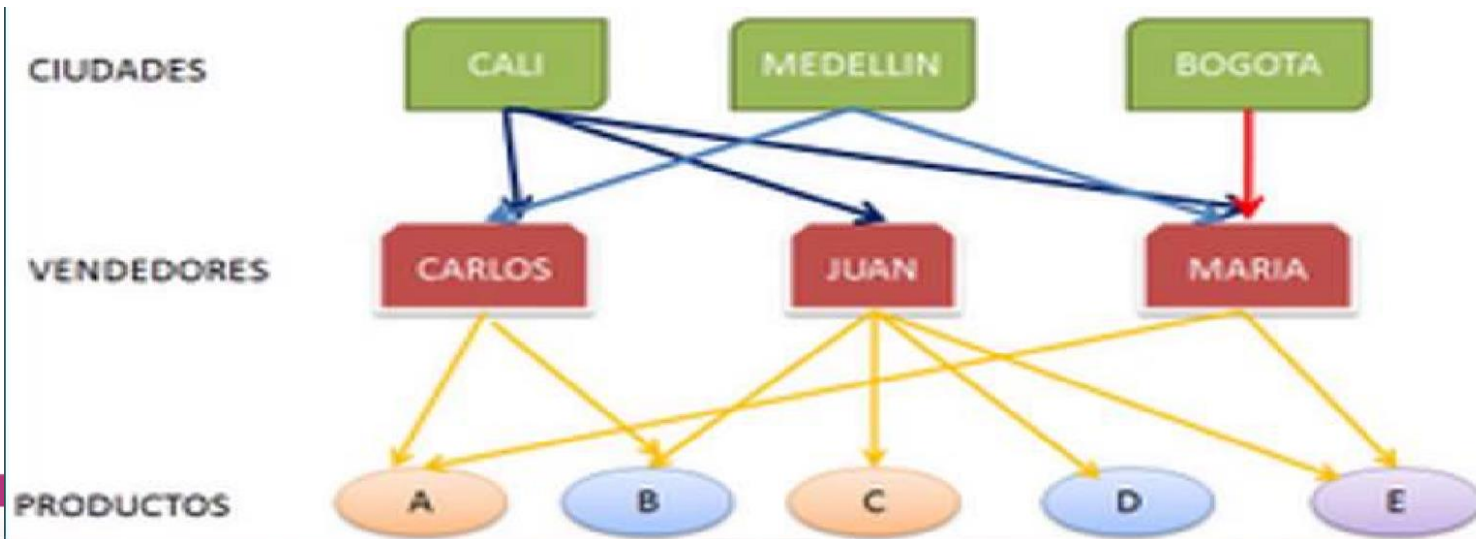 CIUDADES CALI MEDELLIN BOGOTA
VENDEDORES CARLOS JUAN MARIA
PRODUCTOS A B C D E